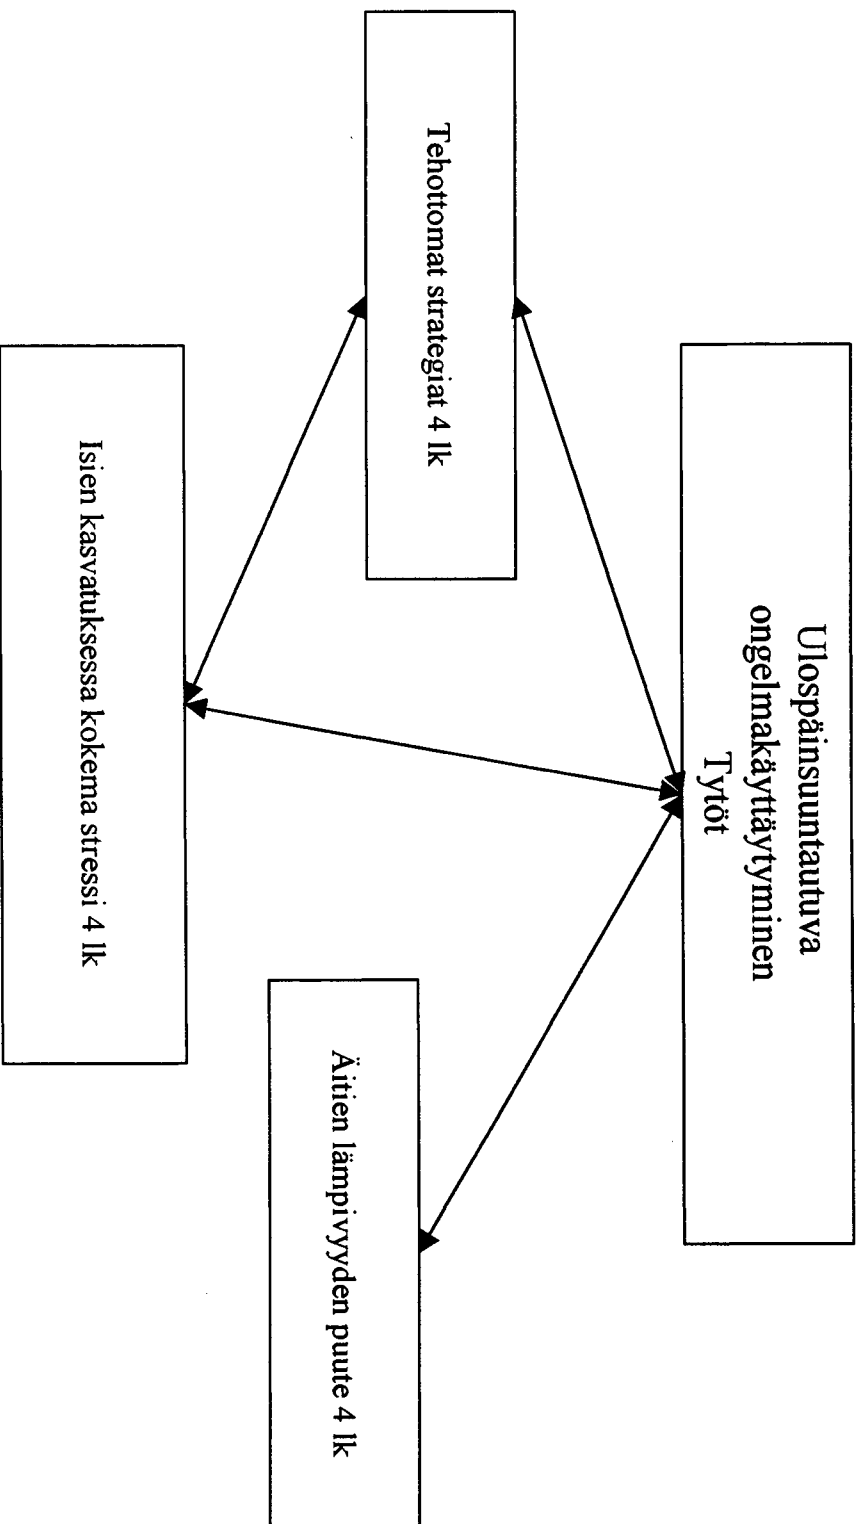 Ulospäinsuuntautuva
ongelmakäyttäytyminen
Tytöt
Tehottomat strategiat 4 lk
Äitien lämpivyyden puute 4 lk
Isien kasvatuksessa kokema stressi 4 lk